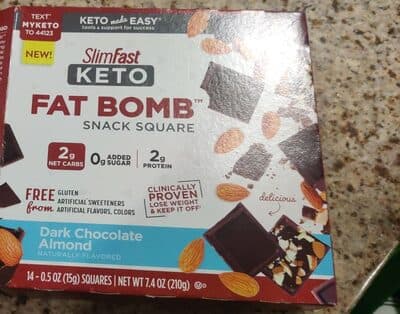 TEXT
MYKETO
TO 44123
KETO made EASY
tools & support for success
NEW!
SlimFast
KETO
FAT BOMB™
SNACK SQUARE
2g
NET CARBS
0g ADDED
SUGAR
2g
PROTEIN
FREE from
GLUTEN
ARTIFICIAL SWEETENERS
ARTIFICIAL FLAVORS, COLORS
CLINICALLY
PROVEN
LOSE WEIGHT
& KEEP IT OFF
delicious
Dark Chocolate
Almond
NATURALLY FLAVORED
14 - 0.5 OZ (15g) SQUARES | NET WT 7.4 OZ (210g)